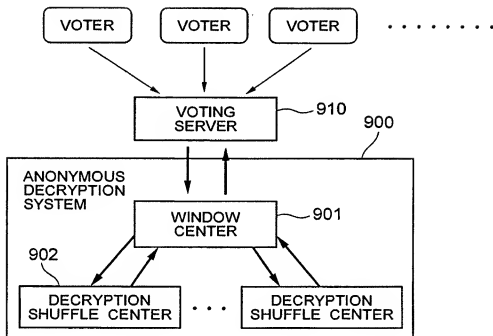 VOTER VOTER VOTER . . . . . . . .
VOTING
SERVER
910
900
ANONYMOUS
DECRYPTION
SYSTEM
WINDOW
CENTER
901
902
DECRYPTION
SHUFFLE CENTER
. . .
DECRYPTION
SHUFFLE CENTER